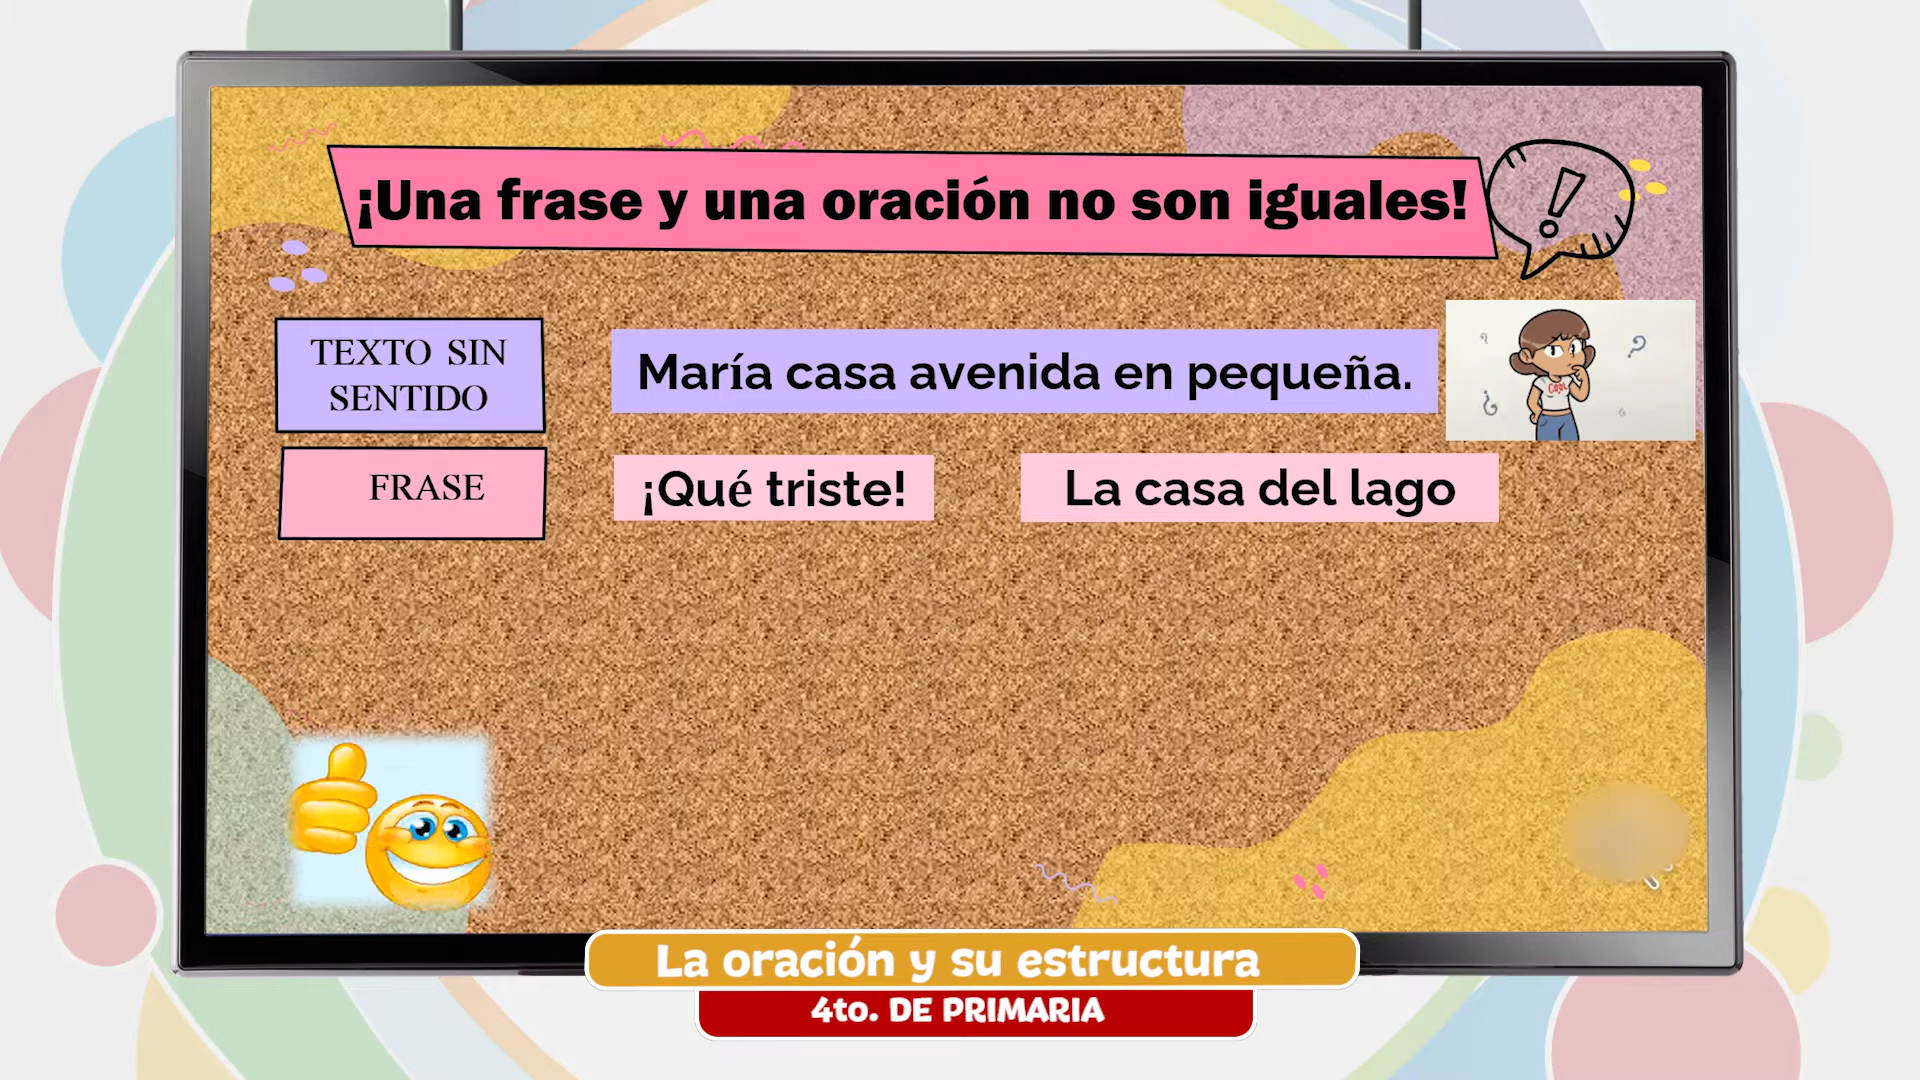 ¡Una frase y una oración no son iguales!
TEXTO SIN
SENTIDO
María casa avenida en pequeña.
COOL
FRASE
¡Qué triste!
La casa del lago
La oración y su estructura
4to. DE PRIMARIA